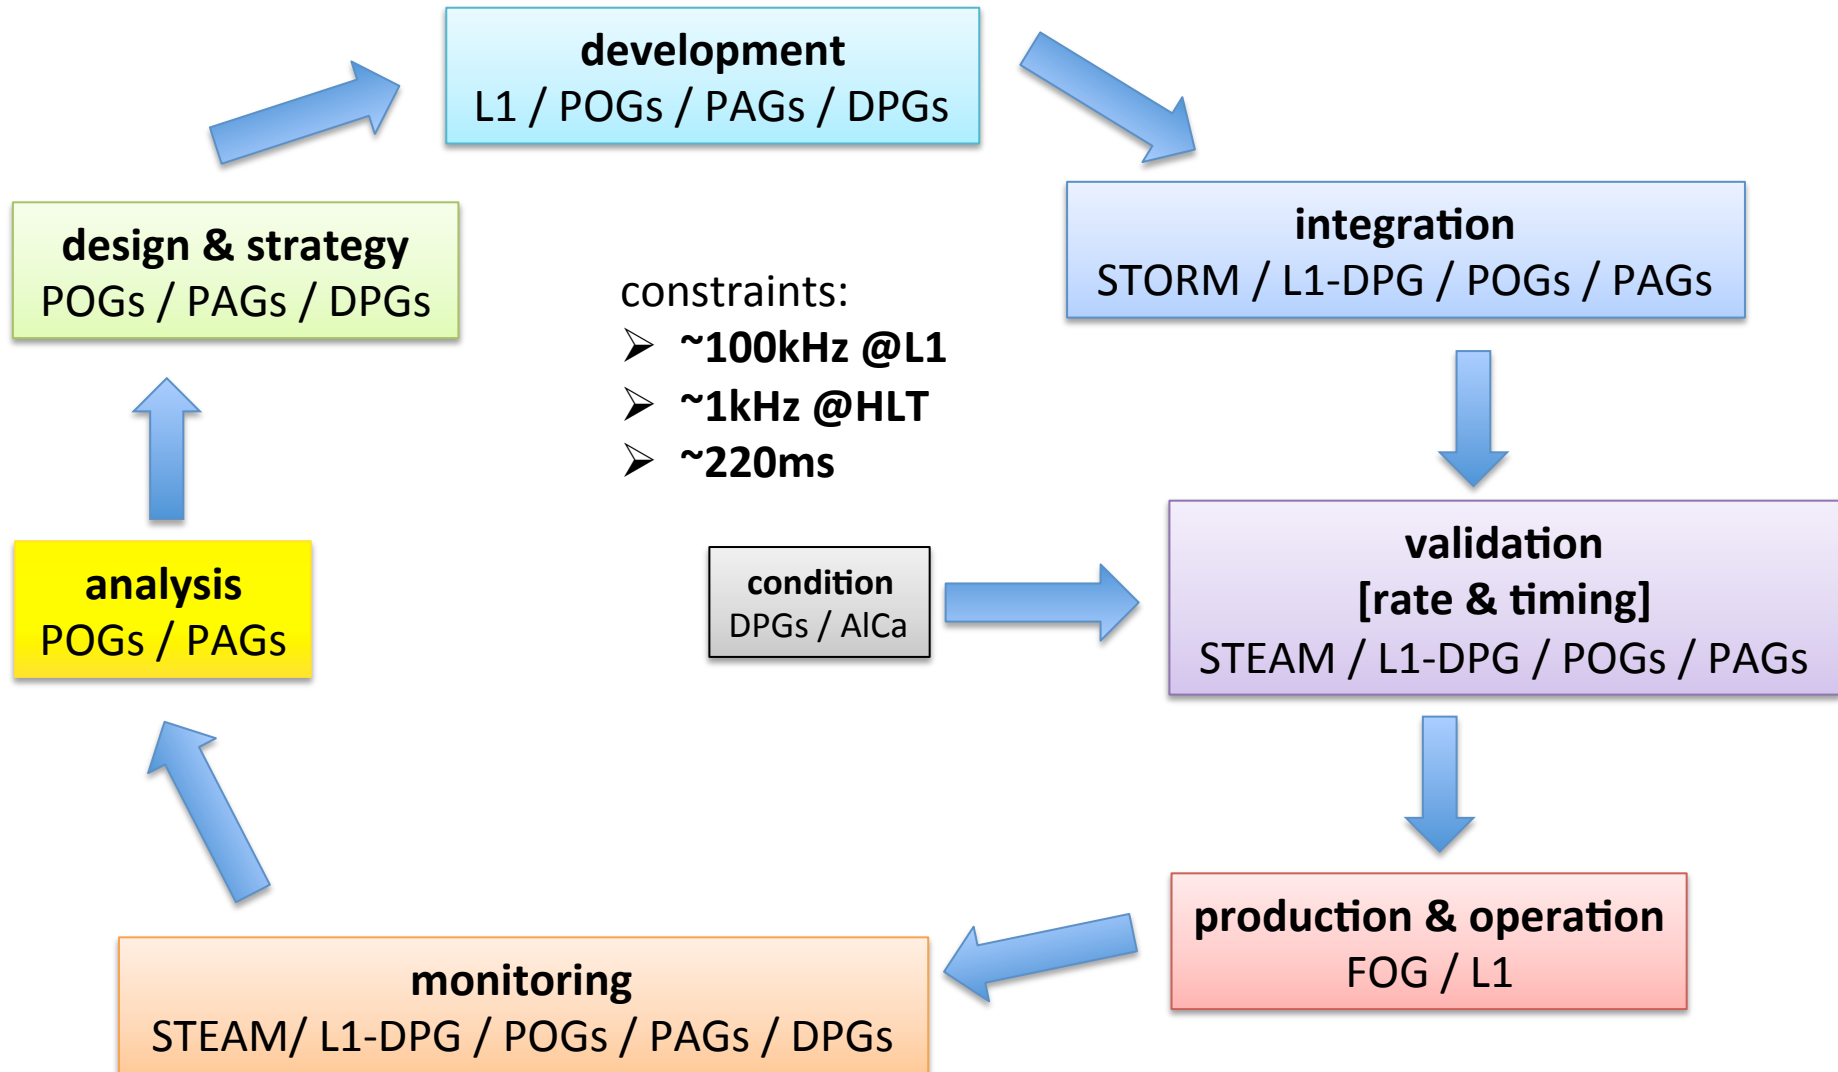 development
L1 / POGs / PAGs / DPGs
design & strategy
POGs / PAGs / DPGs
integration
STORM / L1-DPG / POGs / PAGs
constraints:
➢ ~100kHz @L1
➢ ~1kHz @HLT
➢ ~220ms
analysis
POGs / PAGs
condition
DPGs / AlCa
validation
[rate & timing]
STEAM / L1-DPG / POGs / PAGs
production & operation
FOG / L1
monitoring
STEAM/ L1-DPG / POGs / PAGs / DPGs